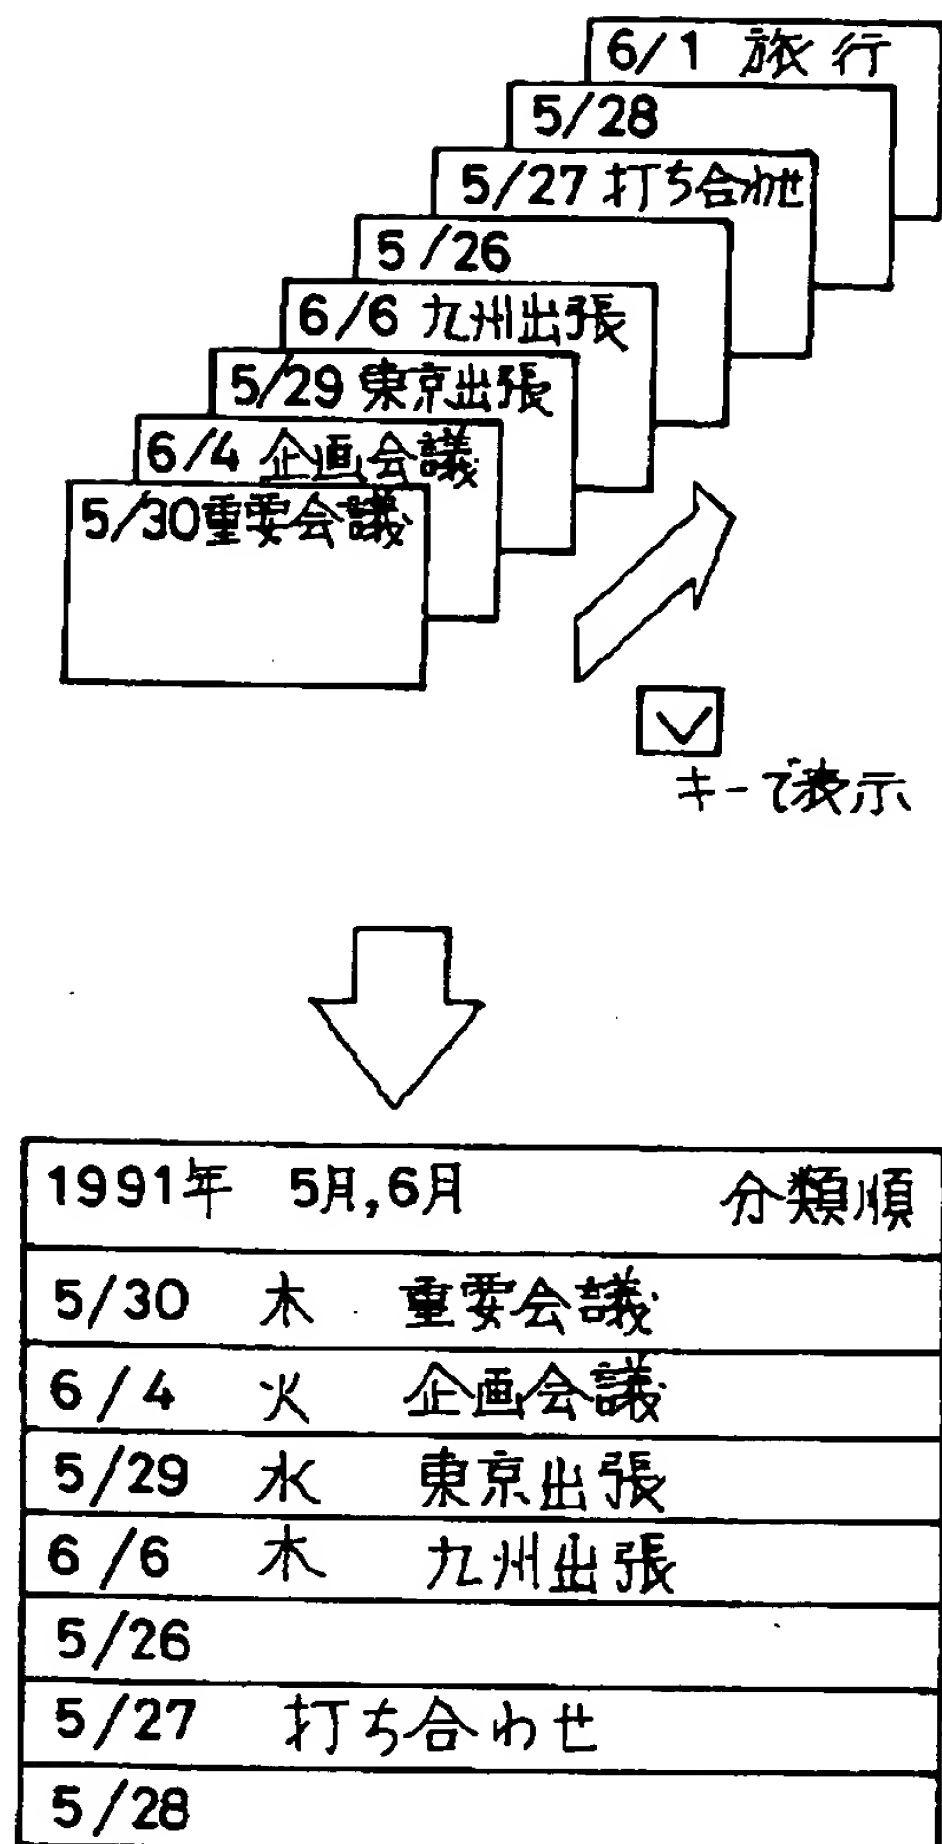 6/1 旅行
5/28
5/27 打ち合わせ
5/26
6/6 九州出張
5/29 東京出張
6/4 企画会議
5/30 重要会議
キーで表示
1991年 5月,6月 分類順
5/30 木 重要会議
6/4 火 企画会議
5/29 水 東京出張
6/6 木 九州出張
5/26
5/27 打ち合わせ
5/28